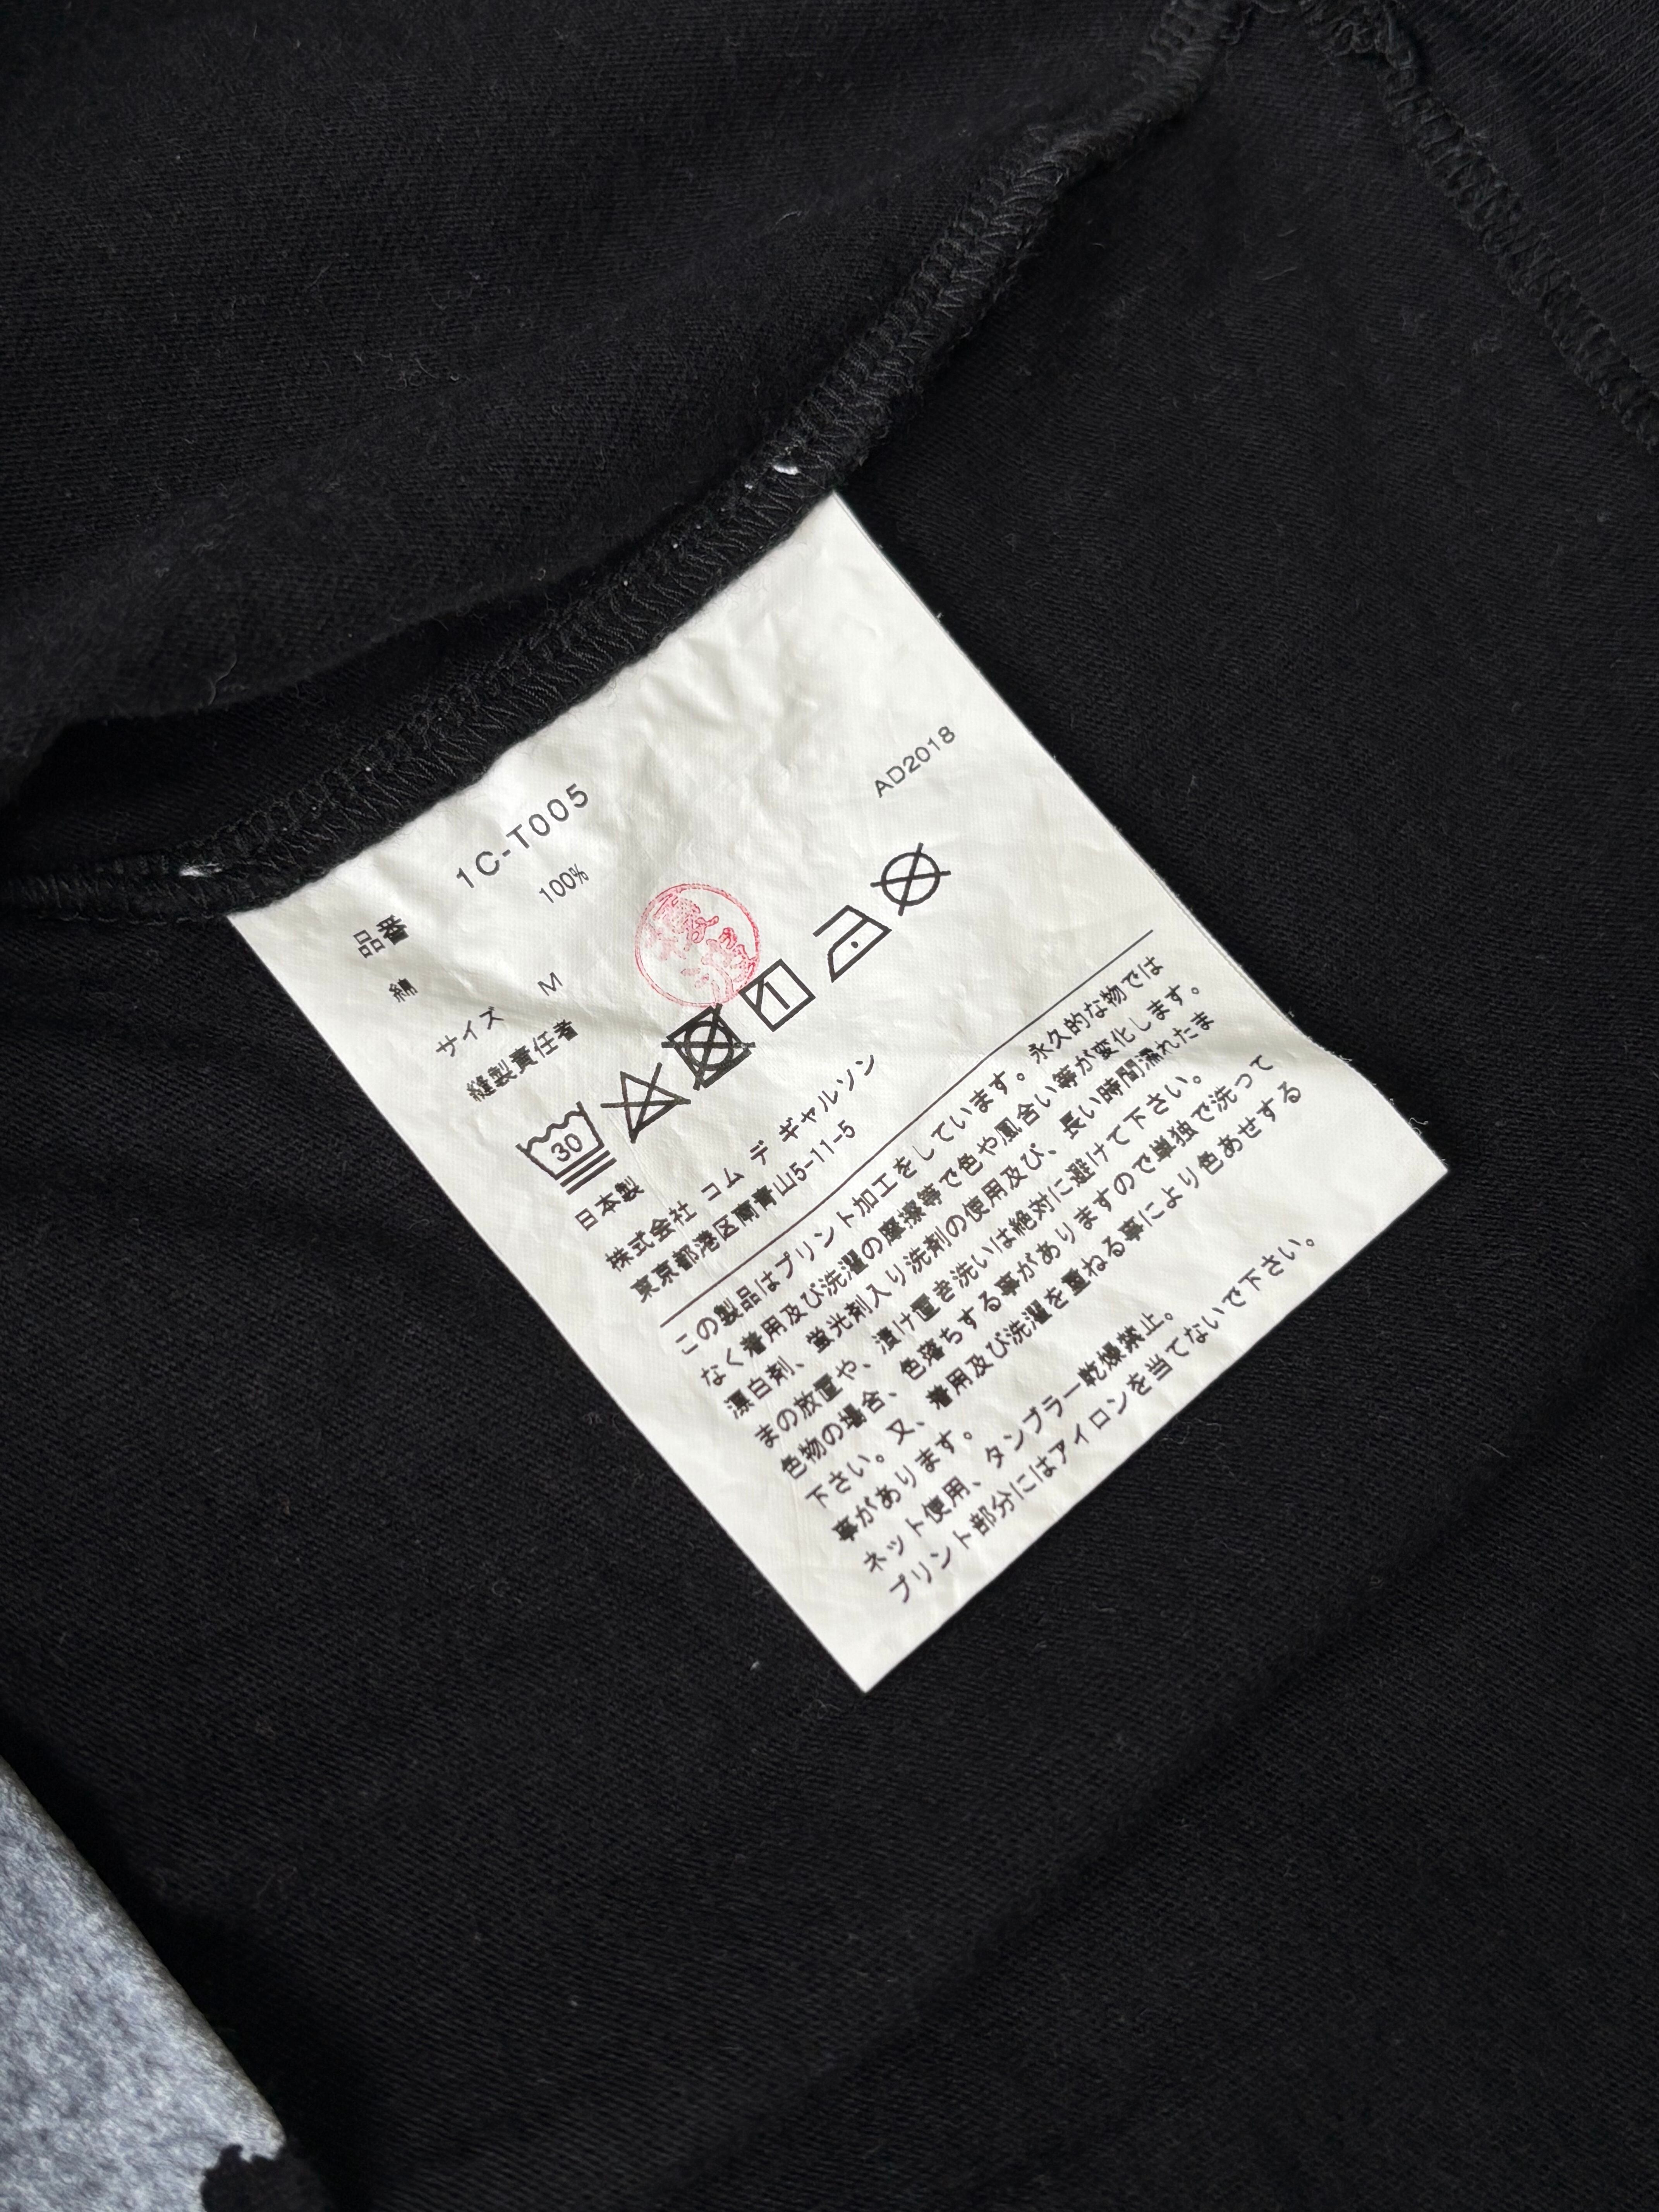 AD2018
品番 1C-T005
綿 100%
サイズ M
縫製責任者
30
日本製
株式会社 コム デ ギャルソン
東京都港区南青山5-11-5
この製品はプリント加工をしています。永久的な物では
なく着用及び洗濯の摩擦等で色や風合い等が変化します。
漂白剤、蛍光剤入り洗剤の使用及び、長い時間濡れたま
まの放置や、漬け置き洗いは絶対に避けて下さい。
色物の場合、色落ちする事がありますので単独で洗って
下さい。又、着用及び洗濯を重ねる事により色あせする
事があります。
ネット使用、タンブラー乾燥禁止。
プリント部分にはアイロンを当てないで下さい。